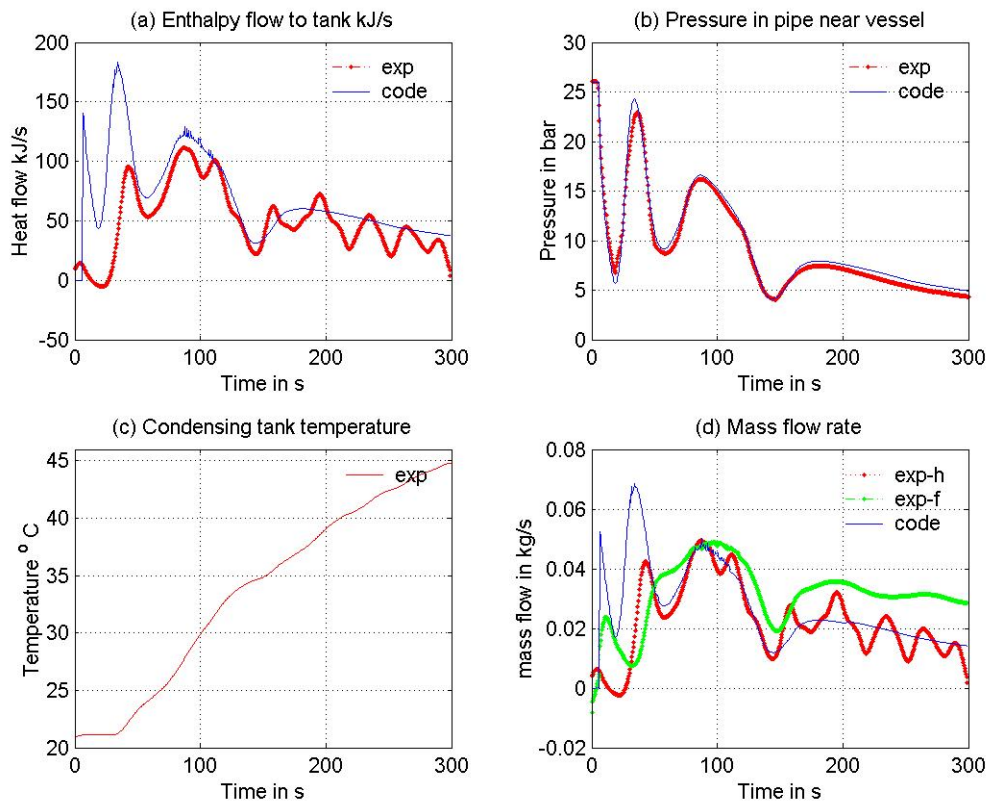 (a) Enthalpy flow to tank kJ/s
200
150
100
50
0
-50
Heat flow kJ/s
exp
code
0 100 200 300
Time in s
(b) Pressure in pipe near vessel
30
25
20
15
10
5
0
Pressure in bar
exp
code
0 100 200 300
Time in s
(c) Condensing tank temperature
45
40
35
30
25
20
Temperature ° C
exp
0 100 200 300
Time in s
(d) Mass flow rate
0.08
0.06
0.04
0.02
0
-0.02
mass flow in kg/s
exp-h
exp-f
code
0 100 200 300
Time in s